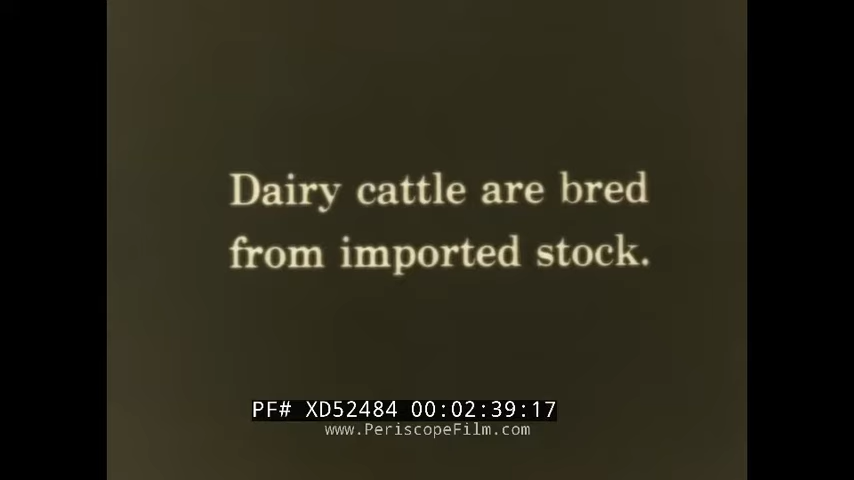 Dairy cattle are bred
from imported stock.
PF# XD52484 00:02:39:17
www.PeriscopeFilm.com